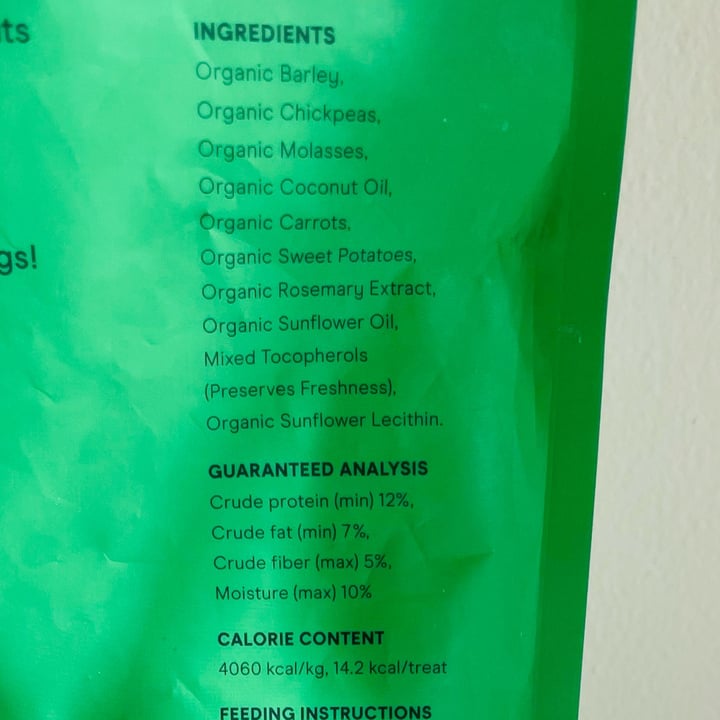 ts
INGREDIENTS
Organic Barley,
Organic Chickpeas,
Organic Molasses,
Organic Coconut Oil,
Organic Carrots,
Organic Sweet Potatoes,
gs!
Organic Rosemary Extract,
Organic Sunflower Oil,
Mixed Tocopherols
(Preserves Freshness),
Organic Sunflower Lecithin.
GUARANTEED ANALYSIS
Crude protein (min) 12%,
Crude fat (min) 7%,
Crude fiber (max) 5%,
Moisture (max) 10%
CALORIE CONTENT
4060 kcal/kg, 14.2 kcal/treat
FEEDING INSTRUCTIONS